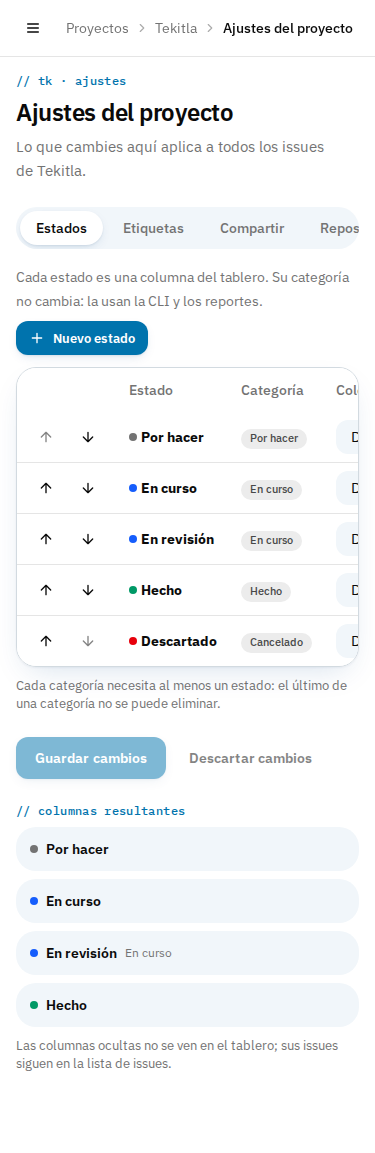 Proyectos > Tekitla > Ajustes del proyecto
// tk · ajustes
Ajustes del proyecto
Lo que cambies aquí aplica a todos los issues
de Tekitla.
Estados Etiquetas Compartir Repos
Cada estado es una columna del tablero. Su categoría
no cambia: la usan la CLI y los reportes.
+ Nuevo estado
Estado Categoría Col
Por hacer Por hacer D
En curso En curso D
En revisión En curso D
Hecho Hecho D
Descartado Cancelado D
Cada categoría necesita al menos un estado: el último de
una categoría no se puede eliminar.
Guardar cambios Descartar cambios
// columnas resultantes
Por hacer
En curso
En revisión En curso
Hecho
Las columnas ocultas no se ven en el tablero; sus issues
siguen en la lista de issues.